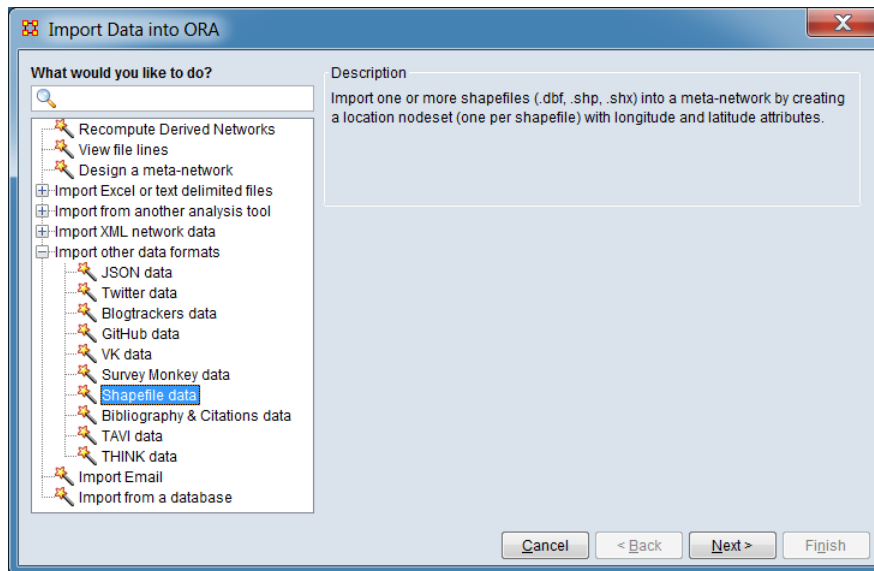 Import Data into ORA
X
What would you like to do?
Recompute Derived Networks
View file lines
Design a meta-network
Import Excel or text delimited files
Import from another analysis tool
Import XML network data
Import other data formats
JSON data
Twitter data
Blogtrackers data
GitHub data
VK data
Survey Monkey data
Shapefile data
Bibliography & Citations data
TAVI data
THINK data
Import Email
Import from a database
Description
Import one or more shapefiles (.dbf, .shp, .shx) into a meta-network by creating
a location nodeset (one per shapefile) with longitude and latitude attributes.
Cancel
< Back
Next >
Finish